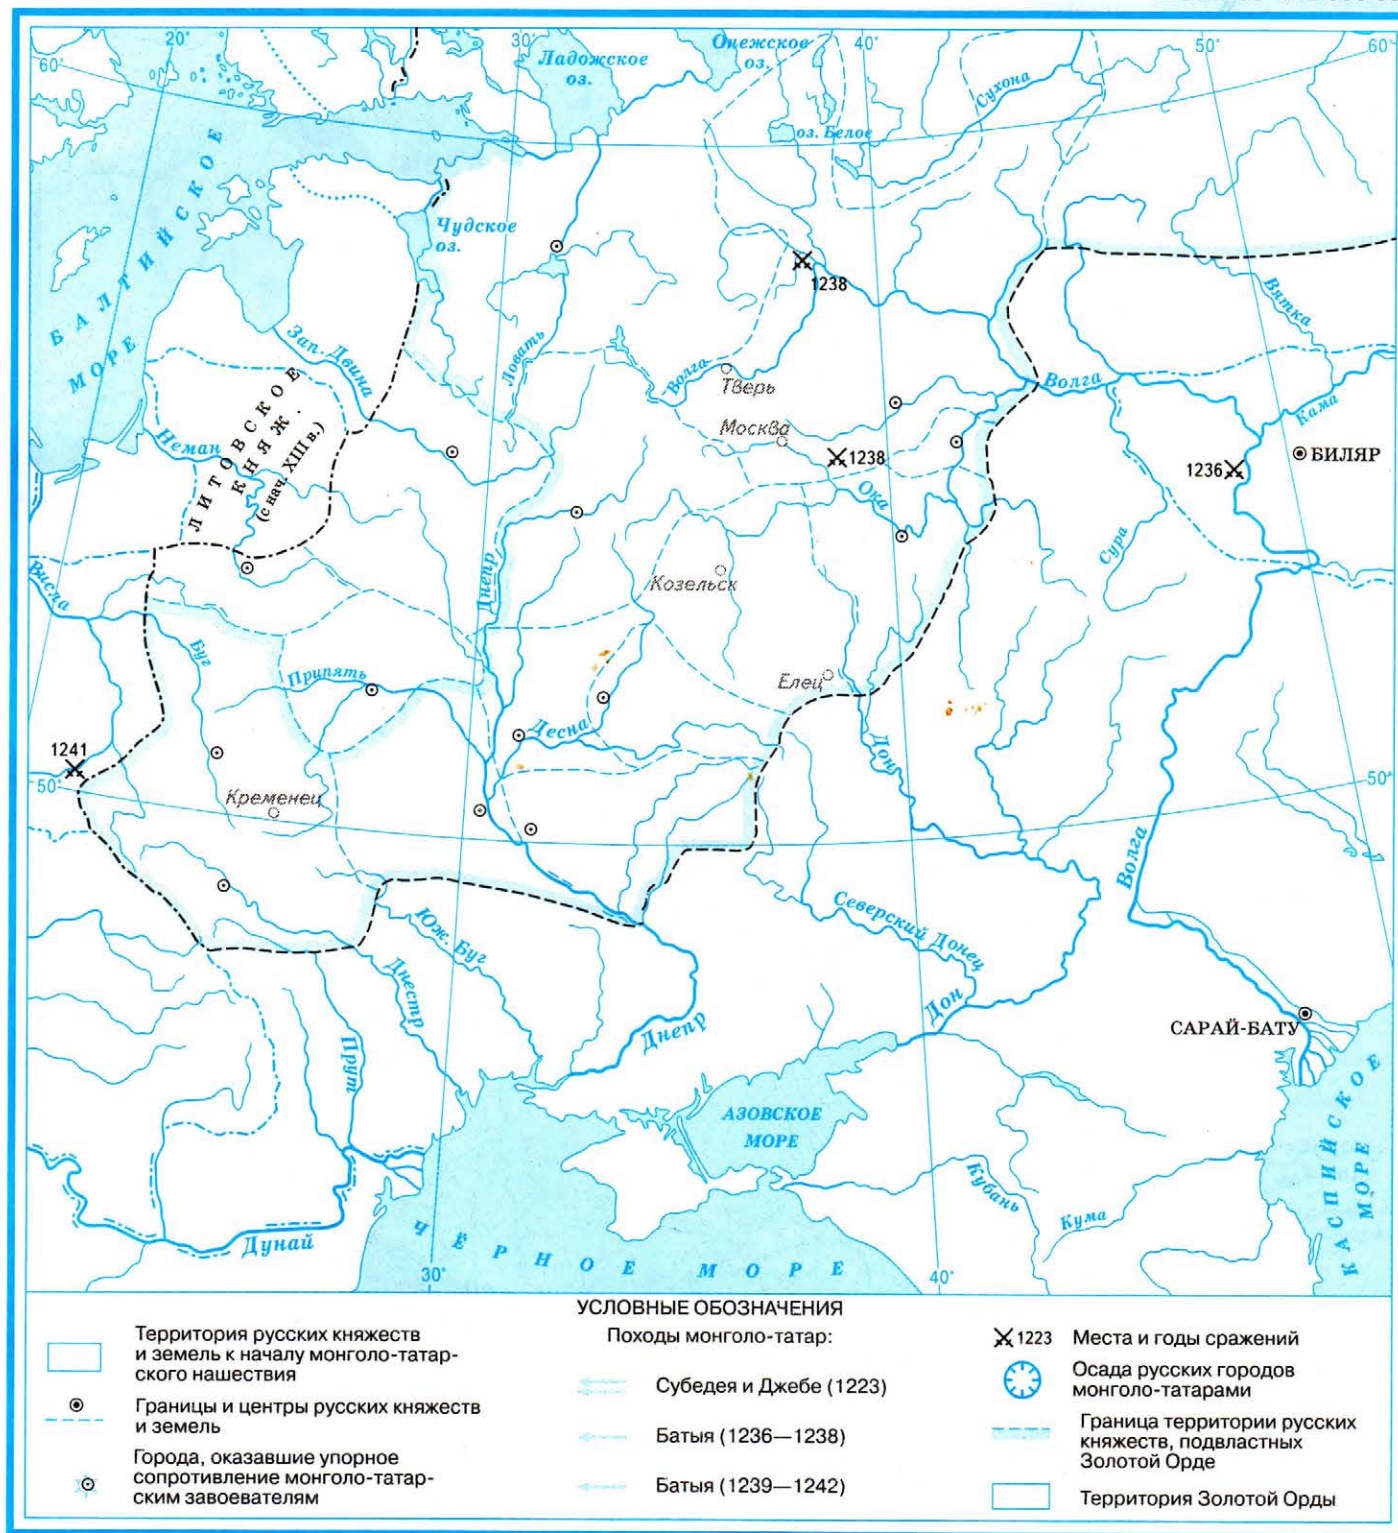 20°
30°
40°
50°
60°
60°
Ладожское
оз.
Онежское
оз.
Сухона
оз. Белое
БАЛТИЙСКОЕ
МОРЕ
Чудское
оз.
1238
Вятка
Зап. Двина
Ловать
Волга
Тверь
Волга
Кама
ЛИТОВСКОЕ
КНЯЖ.
(с нач. XIII в.)
Неман
Москва
1238
Ока
1236
БИЛЯР
Сура
Висла
Днепр
Козельск
Буг
Припять
Елец
Десна
Дон
1241
50°
50°
Кременец
Волга
Северский Донец
Юж. Буг
Днестр
Дон
Днепр
САРАЙ-БАТУ
Прут
АЗОВСКОЕ
МОРЕ
КАСПИЙСКОЕ
МОРЕ
Кубань
Кума
Дунай
ЧЁРНОЕ МОРЕ
30°
40°
УСЛОВНЫЕ ОБОЗНАЧЕНИЯ
Территория русских княжеств
и земель к началу монголо-татар-
ского нашествия
Границы и центры русских княжеств
и земель
Города, оказавшие упорное
сопротивление монголо-татар-
ским завоевателям
Походы монголо-татар:
Субедея и Джебе (1223)
Батыя (1236—1238)
Батыя (1239—1242)
1223 Места и годы сражений
Осада русских городов
монголо-татарами
Граница территории русских
княжеств, подвластных
Золотой Орде
Территория Золотой Орды